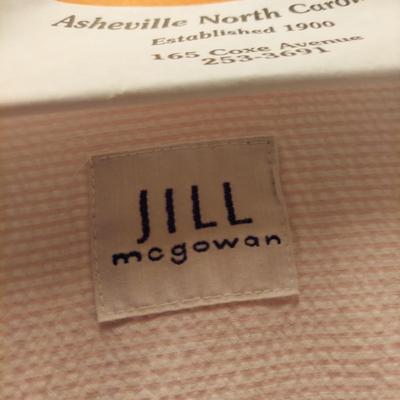 Asheville North Caro
Established 1900
165 Coxe Avenue
253-3691
JILL
mcgowan